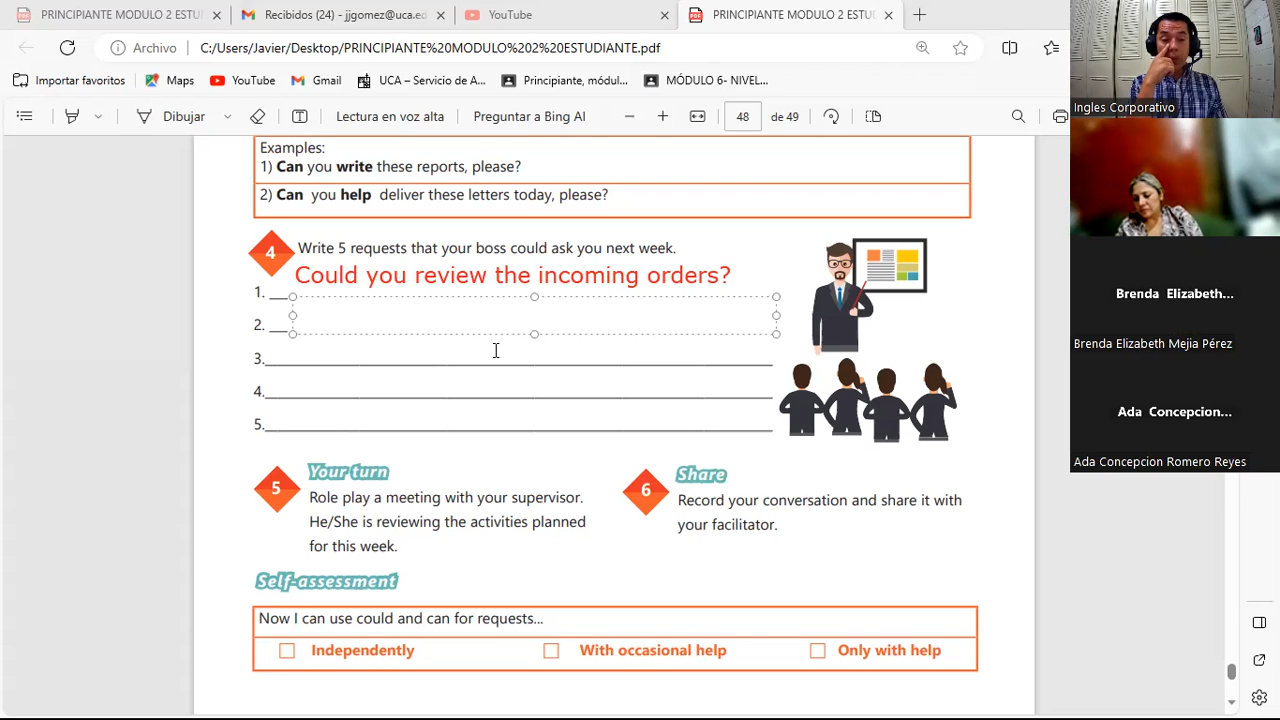 PRINCIPIANTE MODULO 2 ESTUDI
Recibidos (24) - jjgomez@uca.ed
YouTube
PRINCIPIANTE MODULO 2 ESTUDI
Archivo
C:/Users/Javier/Desktop/PRINCIPIANTE%20MODULO%202%20ESTUDIANTE.pdf
Importar favoritos
Maps
YouTube
Gmail
UCA – Servicio de A...
Principiante, módul...
MÓDULO 6- NIVEL...
Dibujar
Lectura en voz alta
Preguntar a Bing AI
48
de 49
Examples:
1) Can you write these reports, please?
2) Can you help deliver these letters today, please?
4 Write 5 requests that your boss could ask you next week.
Could you review the incoming orders?
1.
2.
3.
4.
5.
5 Your turn
Role play a meeting with your supervisor.
He/She is reviewing the activities planned
for this week.
6 Share
Record your conversation and share it with
your facilitator.
Self-assessment
Now I can use could and can for requests...
Independently
With occasional help
Only with help
Ingles Corporativo
Brenda Elizabeth...
Brenda Elizabeth Mejia Pérez
Ada Concepcion...
Ada Concepcion Romero Reyes